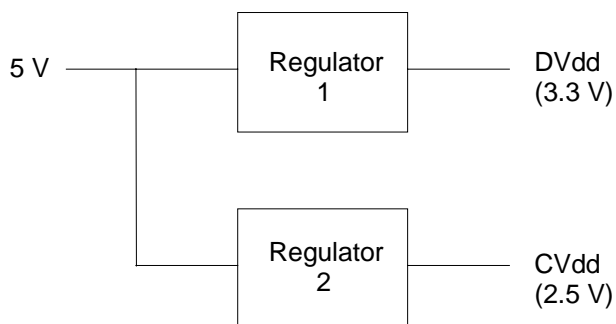 5 V
Regulator
1
DVdd
(3.3 V)
Regulator
2
CVdd
(2.5 V)